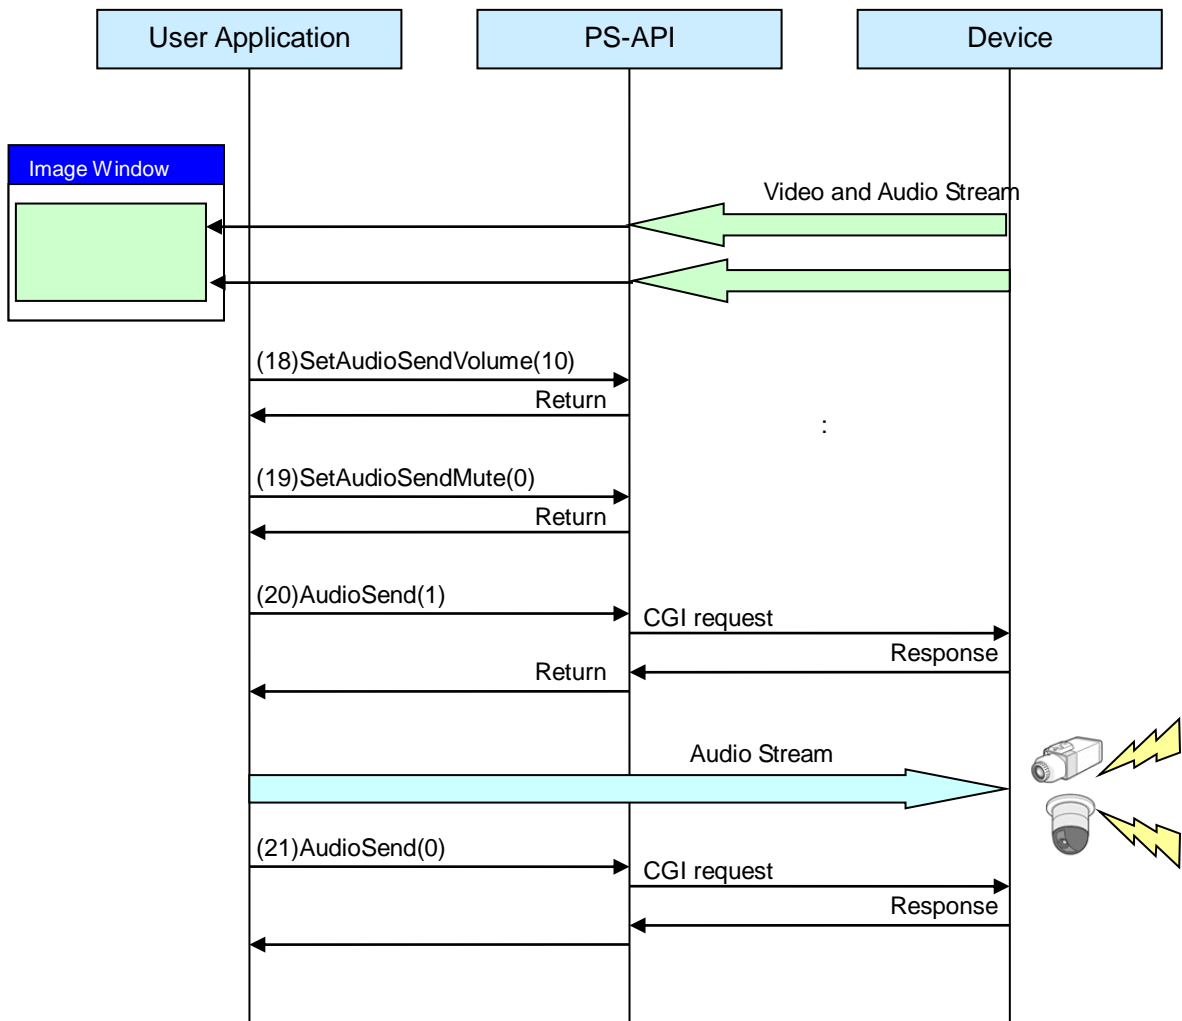 User Application
PS-API
Device
Image Window
Video and Audio Stream
(18)SetAudioSendVolume(10)
Return
:
(19)SetAudioSendMute(0)
Return
(20)AudioSend(1)
CGI request
Response
Return
Audio Stream
(21)AudioSend(0)
CGI request
Response